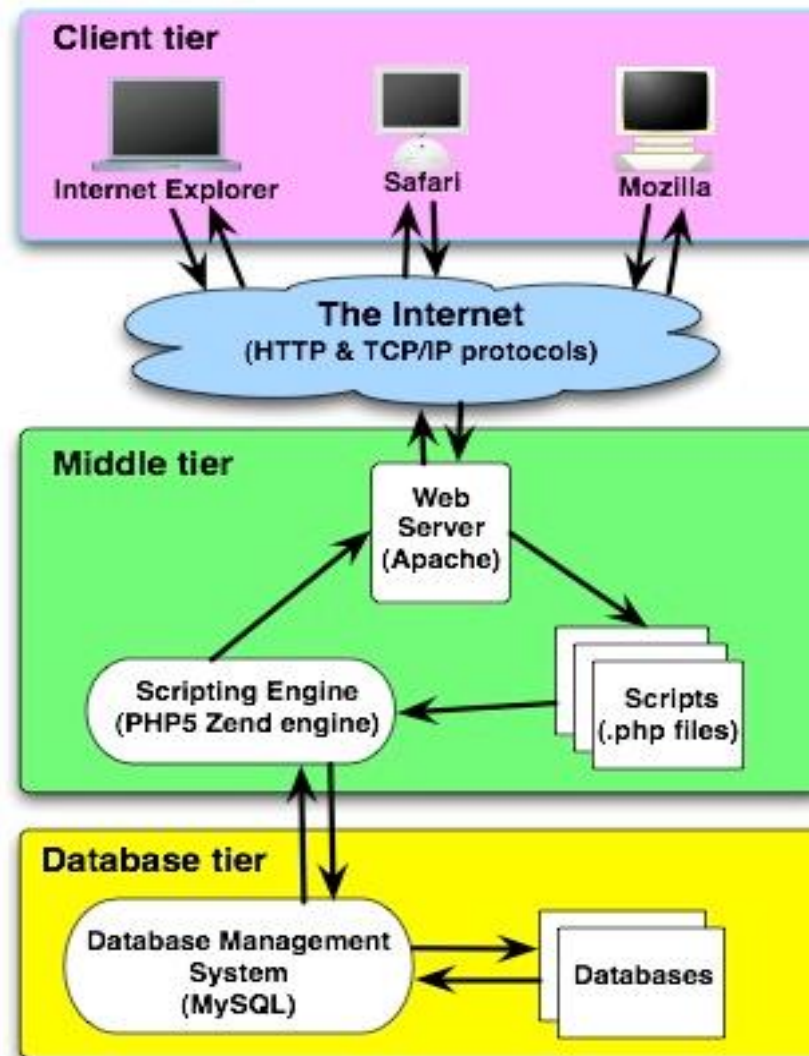 Client tier
Internet Explorer
Safari
Mozilla
The Internet
(HTTP & TCP/IP protocols)
Middle tier
Web
Server
(Apache)
Scripting Engine
(PHP5 Zend engine)
Scripts
(.php files)
Database tier
Database Management
System
(MySQL)
Databases